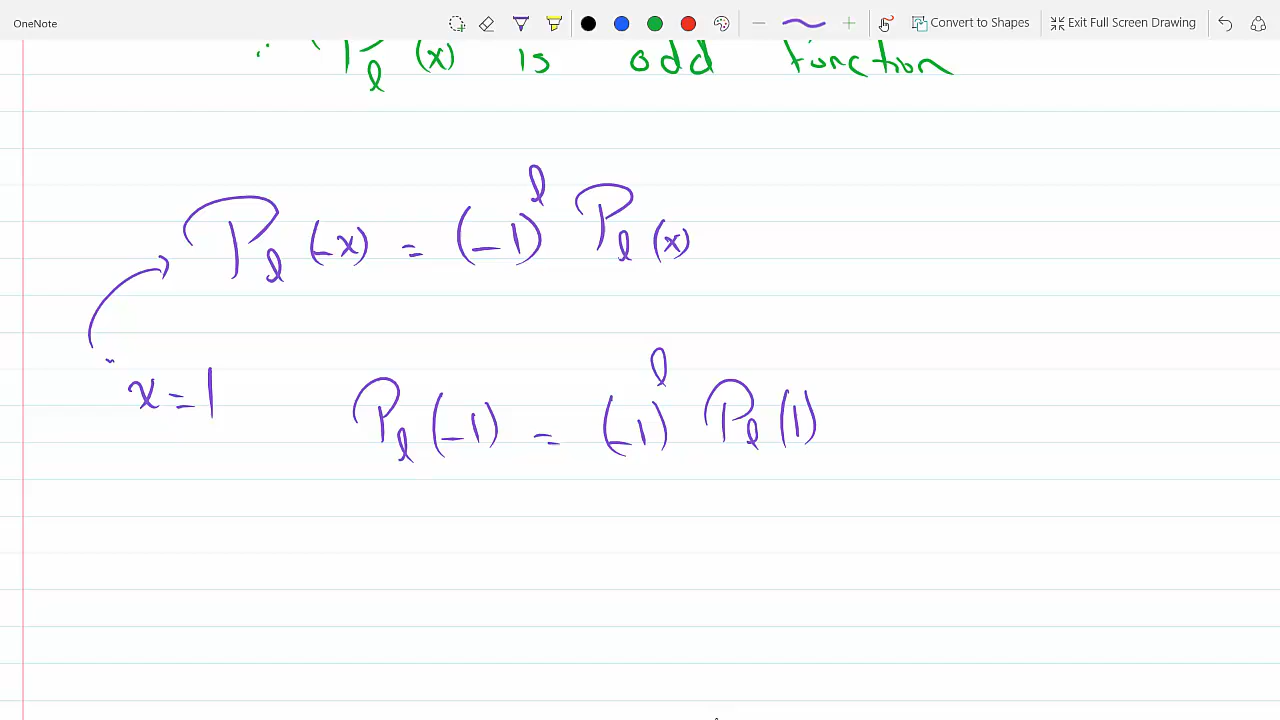 OneNote
Convert to Shapes
Exit Full Screen Drawing
∴ Pℓ (x) is odd function
Pℓ (-x) = (-1)^ℓ Pℓ (x)
x = 1
Pℓ (-1) = (-1)^ℓ Pℓ (1)